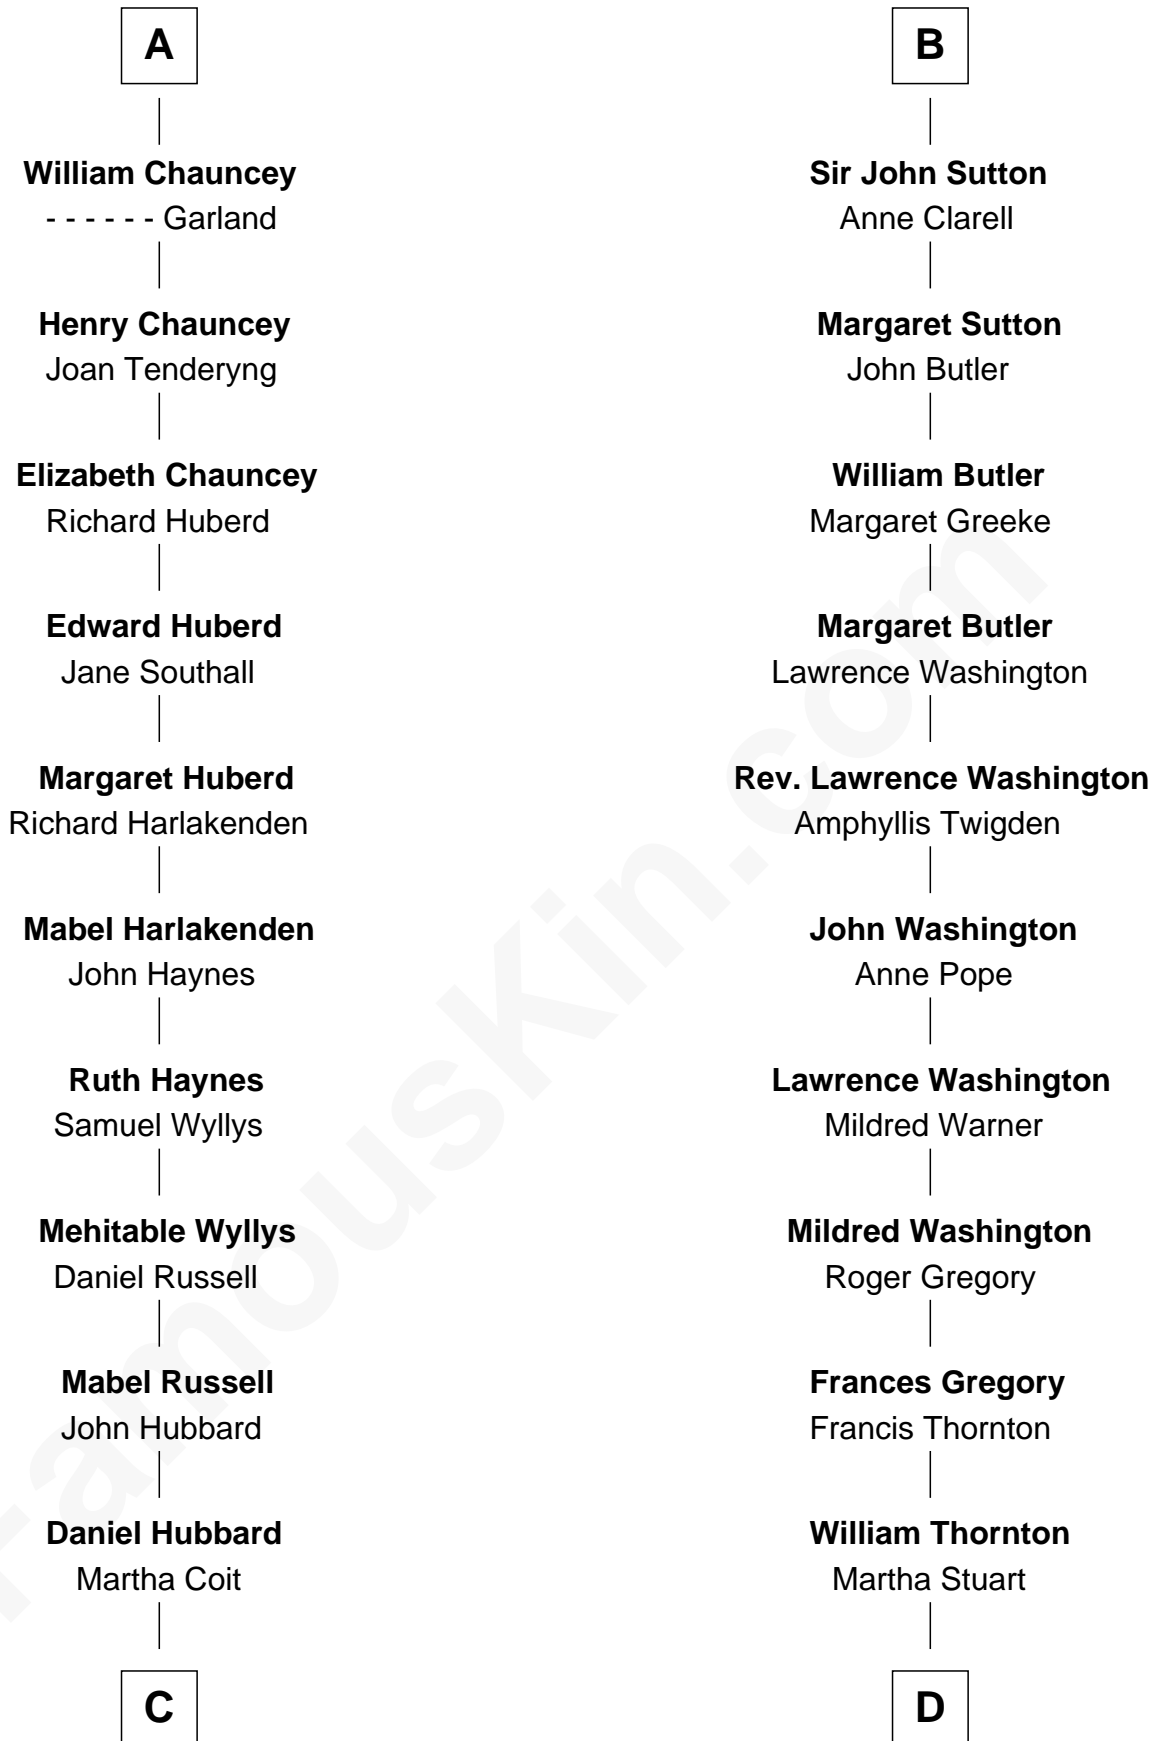 A
William Chauncey
- - - - - - Garland
Henry Chauncey
Joan Tenderyng
Elizabeth Chauncey
Richard Huberd
Edward Huberd
Jane Southall
Margaret Huberd
Richard Harlakenden
Mabel Harlakenden
John Haynes
Ruth Haynes
Samuel Wyllys
Mehitable Wyllys
Daniel Russell
Mabel Russell
John Hubbard
Daniel Hubbard
Martha Coit
C
B
Sir John Sutton
Anne Clarell
Margaret Sutton
John Butler
William Butler
Margaret Greeke
Margaret Butler
Lawrence Washington
Rev. Lawrence Washington
Amphyllis Twigden
John Washington
Anne Pope
Lawrence Washington
Mildred Warner
Mildred Washington
Roger Gregory
Frances Gregory
Francis Thornton
William Thornton
Martha Stuart
D
FamousKin.com